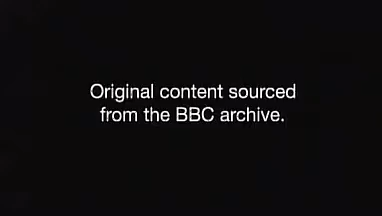 Original content sourced
from the BBC archive.